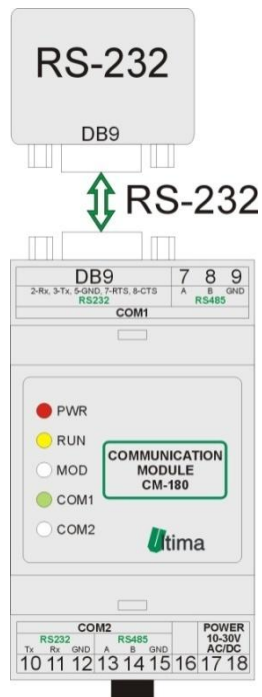 RS-232
DB9
RS-232
DB9 7 8 9
2-Rx, 3-Tx, 5-GND, 7-RTS, 8-CTS A B GND
RS232 RS485
COM1
PWR
RUN
MOD
COM1
COM2
COMMUNICATION
MODULE
CM-180
Ultima
COM2 POWER
RS232 RS485 10-30V
Tx Rx GND A B GND AC/DC
10 11 12 13 14 15 16 17 18